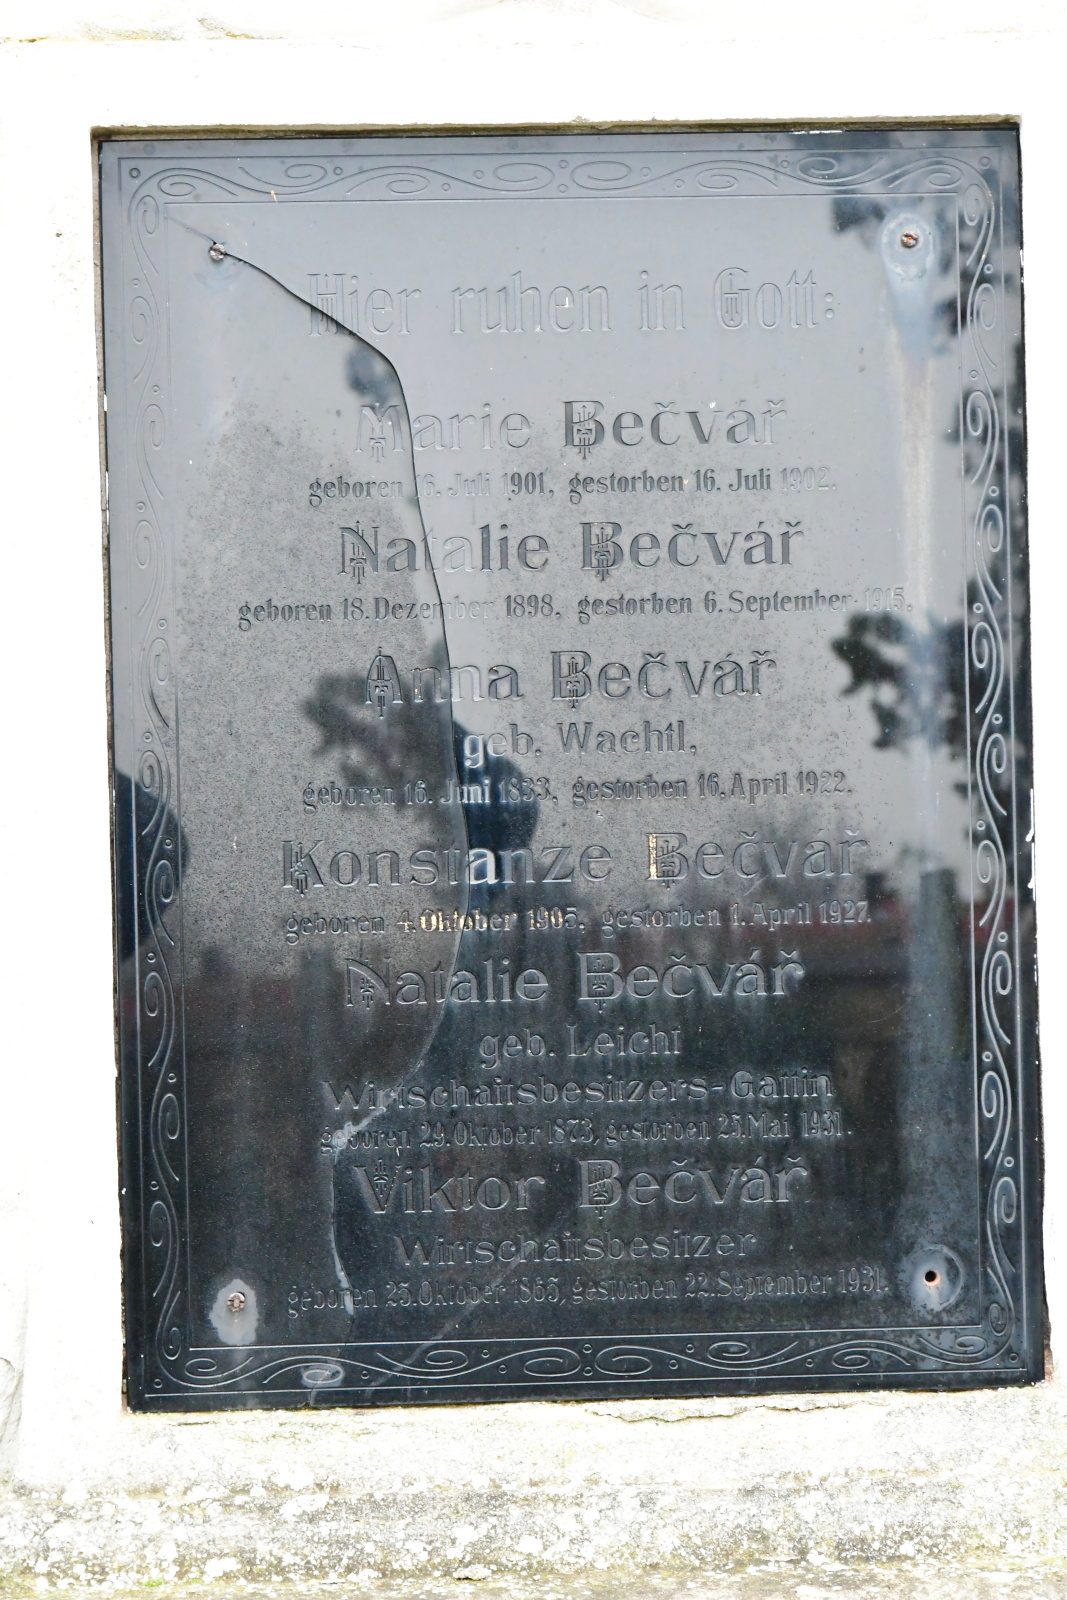 Hier ruhen in Gott:
Marie Bečvář
geboren 16. Juli 1901, gestorben 16. Juli 1902.
Natalie Bečvář
geboren 18. Dezember 1898, gestorben 6. September 1915.
Anna Bečvář
geb. Wachtl,
geboren 16. Juni 1833, gestorben 16. April 1922.
Konstanze Bečvář
geboren 4. Oktober 1905, gestorben 1. April 1927.
Natalie Bečvář
geb. Leicht
Wirtschaftsbesitzers-Gattin
geboren 29. Oktober 1873, gestorben 25. Mai 1931.
Viktor Bečvář
Wirtschaftsbesitzer
geboren 25. Oktober 1865, gestorben 22. September 1931.